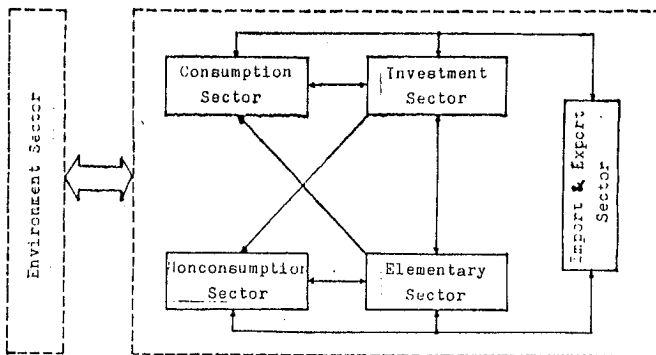 Environment Sector
Consumption
Sector
Investment
Sector
Import & Export
Sector
Nonconsumption
Sector
Elementary
Sector